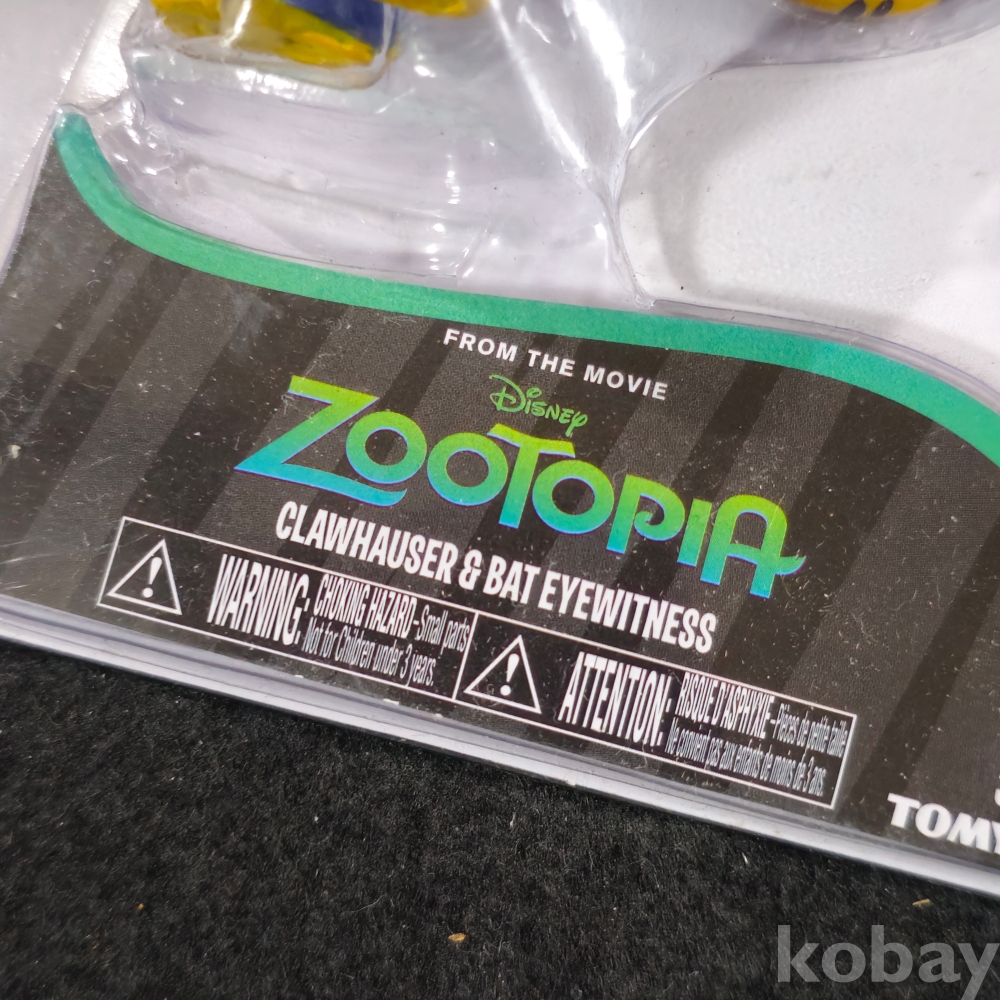 FROM THE MOVIE
Disney
ZOOTOPIA
CLAWHAUSER & BAT EYEWITNESS
WARNING: CHOKING HAZARD – Small parts
Not for Children under 3 years.
ATTENTION: RISQUE D'ASPHYXIE – Pièces de petite taille
Ne convient pas aux enfants de moins de 3 ans.
TOMY
kobay